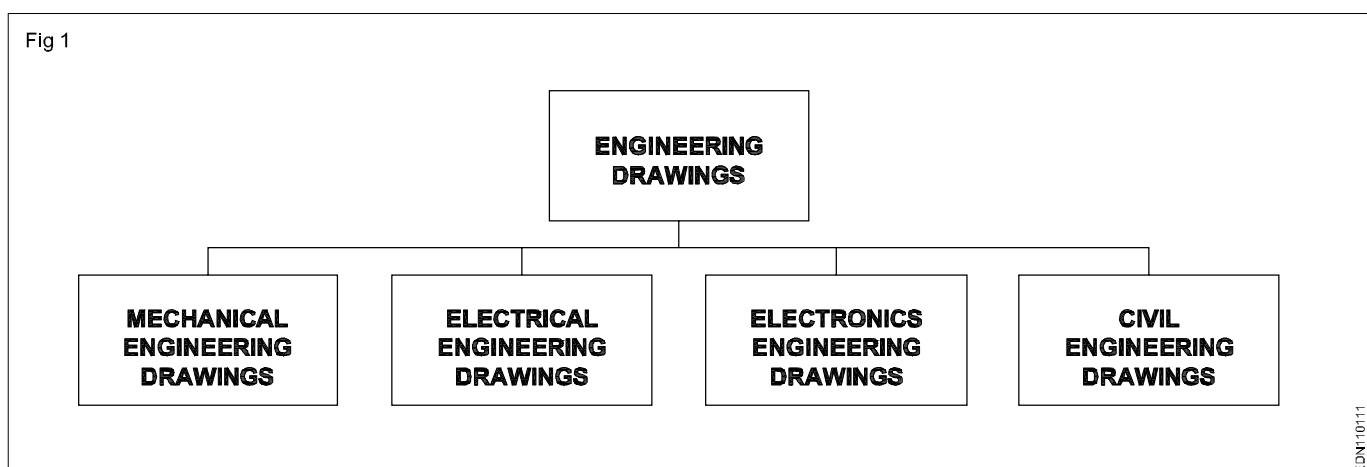 Fig 1
ENGINEERING
DRAWINGS
MECHANICAL
ENGINEERING
DRAWINGS
ELECTRICAL
ENGINEERING
DRAWINGS
ELECTRONICS
ENGINEERING
DRAWINGS
CIVIL
ENGINEERING
DRAWINGS